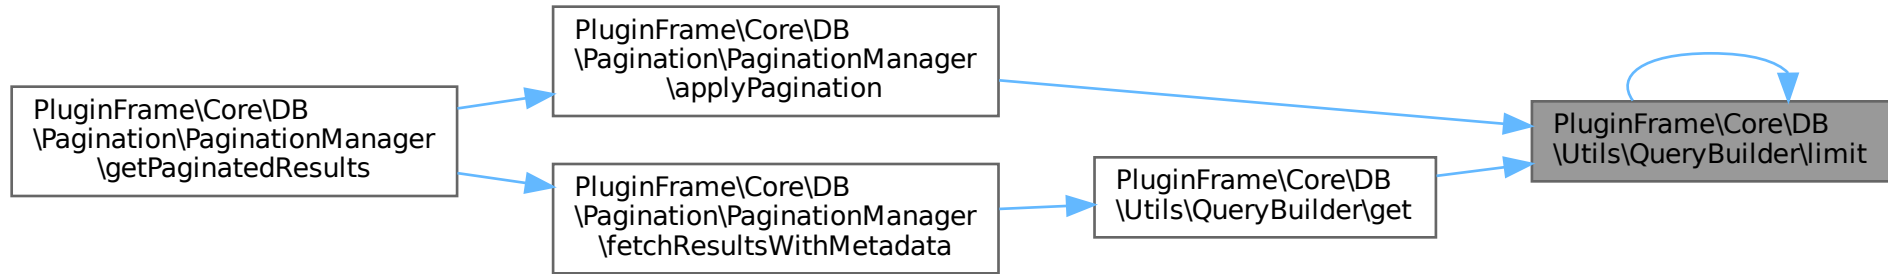 PluginFrame\Core\DB
\Pagination\PaginationManager
\getPaginatedResults
PluginFrame\Core\DB
\Pagination\PaginationManager
\applyPagination
PluginFrame\Core\DB
\Pagination\PaginationManager
\fetchResultsWithMetadata
PluginFrame\Core\DB
\Utils\QueryBuilder\get
PluginFrame\Core\DB
\Utils\QueryBuilder\limit